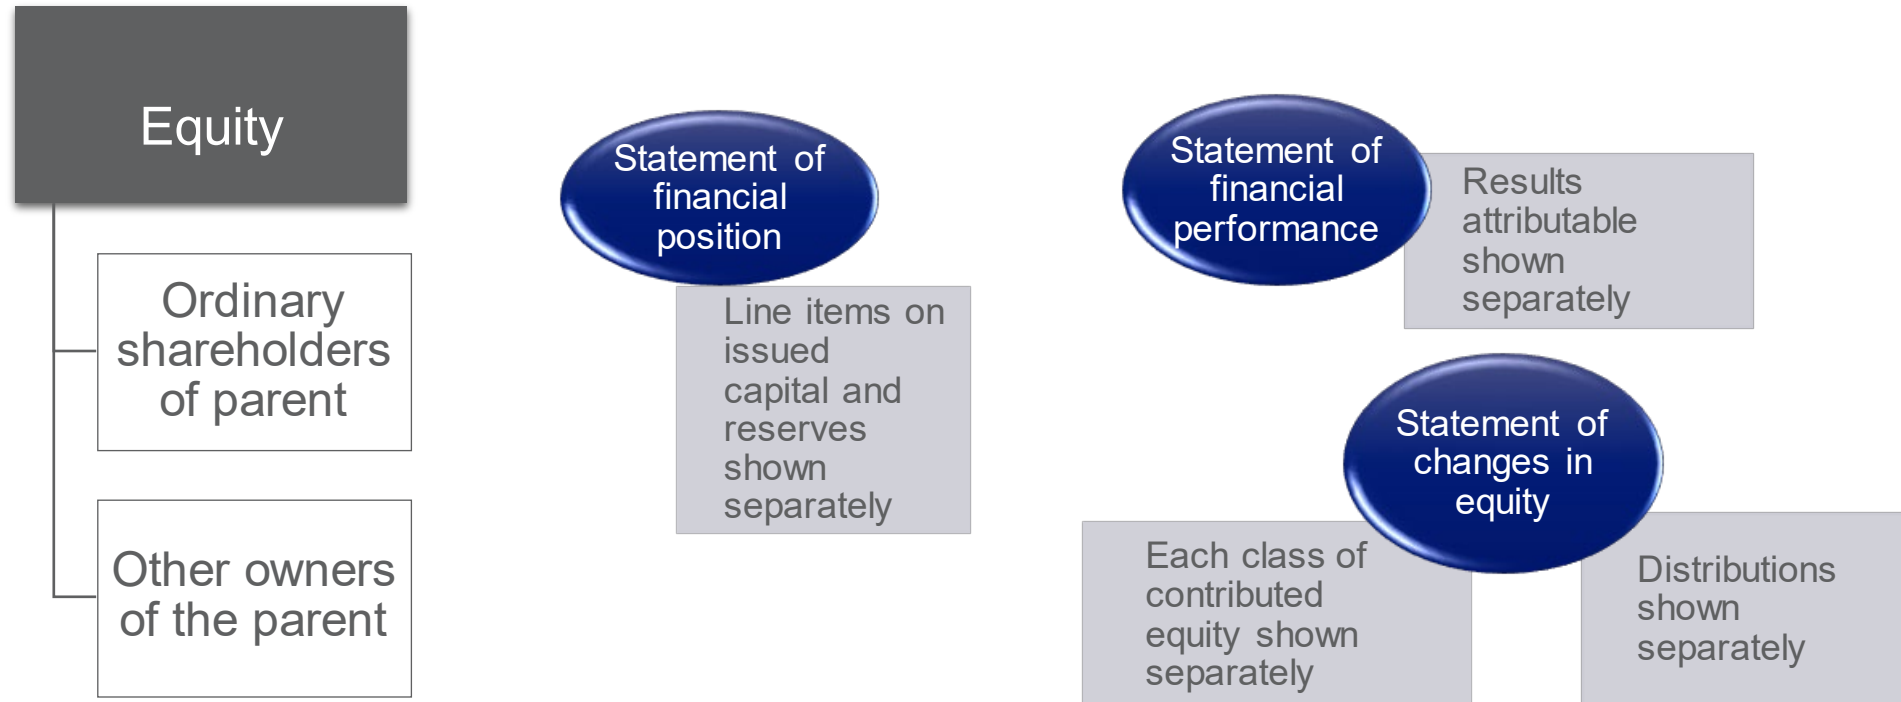 Equity
Ordinary
shareholders
of parent
Other owners
of the parent
Statement of
financial
position
Line items on
issued
capital and
reserves
shown
separately
Statement of
financial
performance
Results
attributable
shown
separately
Statement of
changes in
equity
Each class of
contributed
equity shown
separately
Distributions
shown
separately